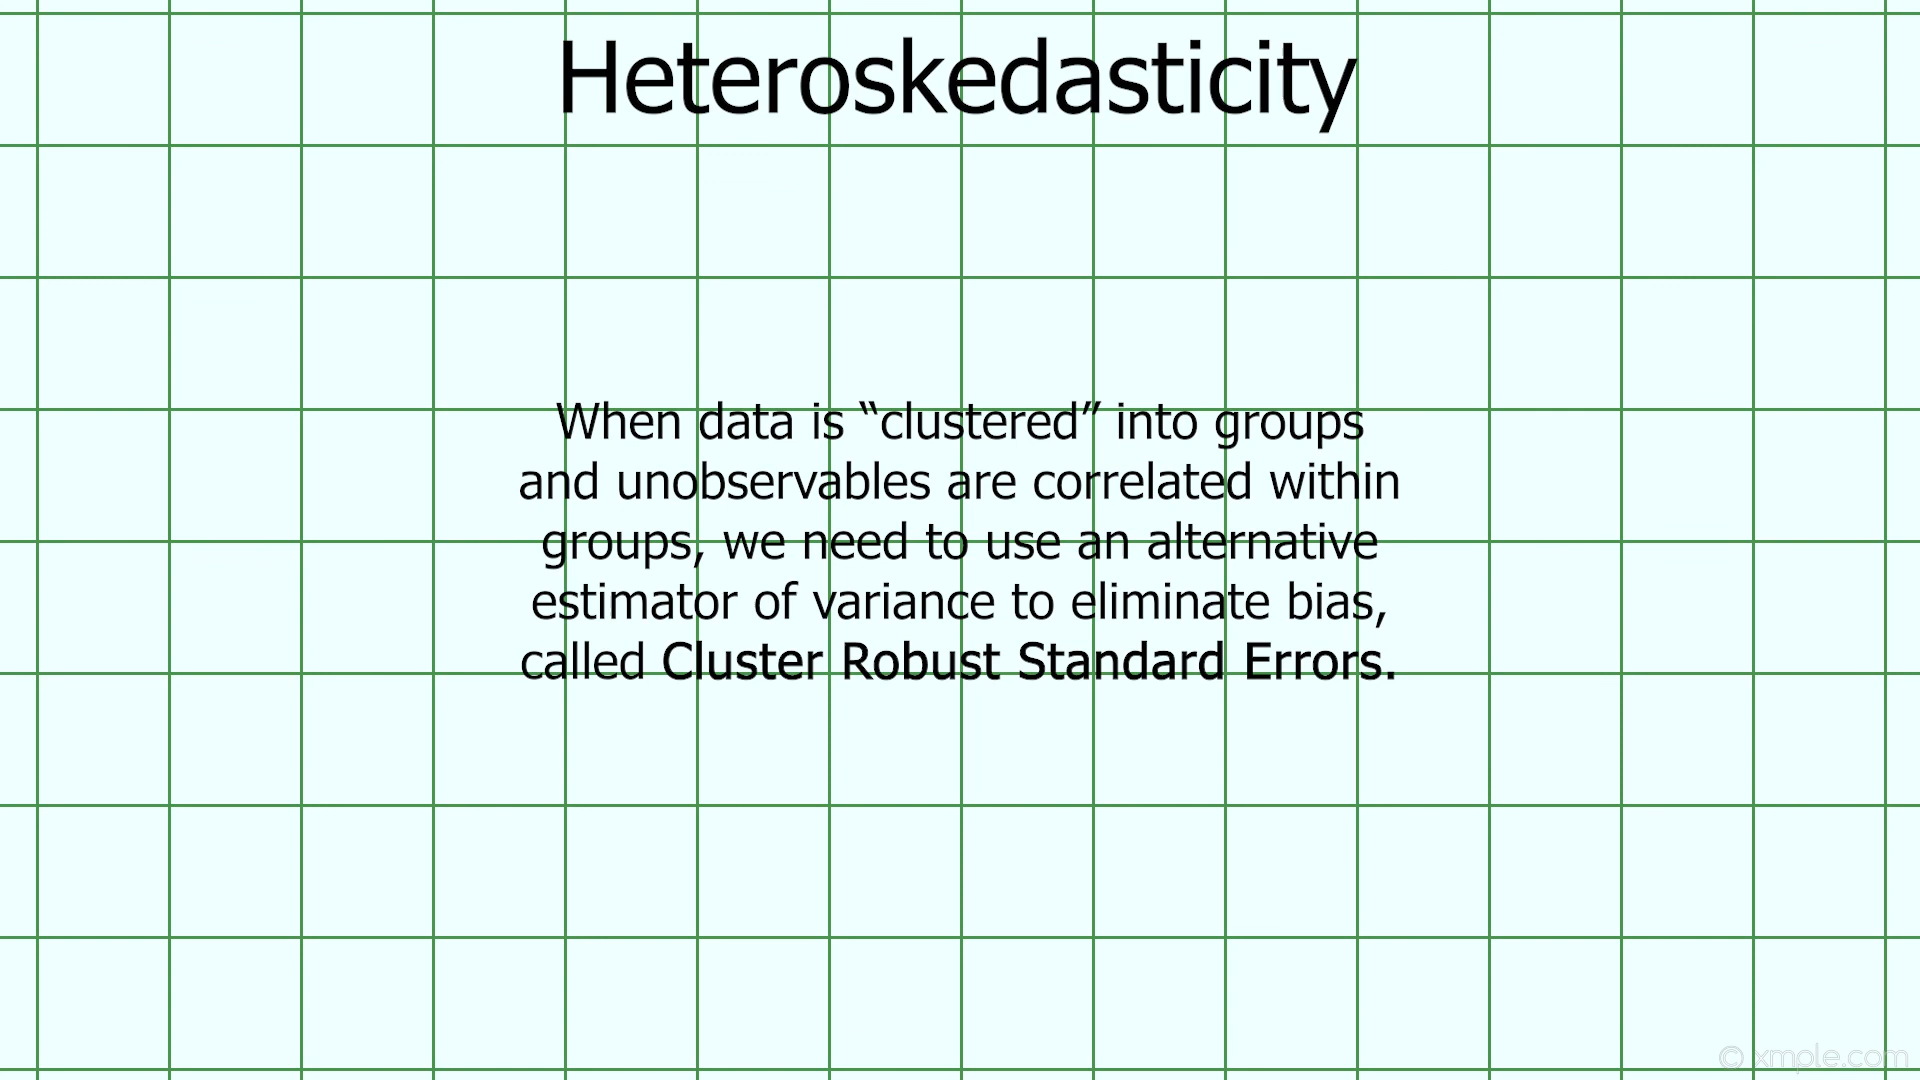 Heteroskedasticity
When data is “clustered” into groups
and unobservables are correlated within
groups, we need to use an alternative
estimator of variance to eliminate bias,
called Cluster Robust Standard Errors.
© xmple.com